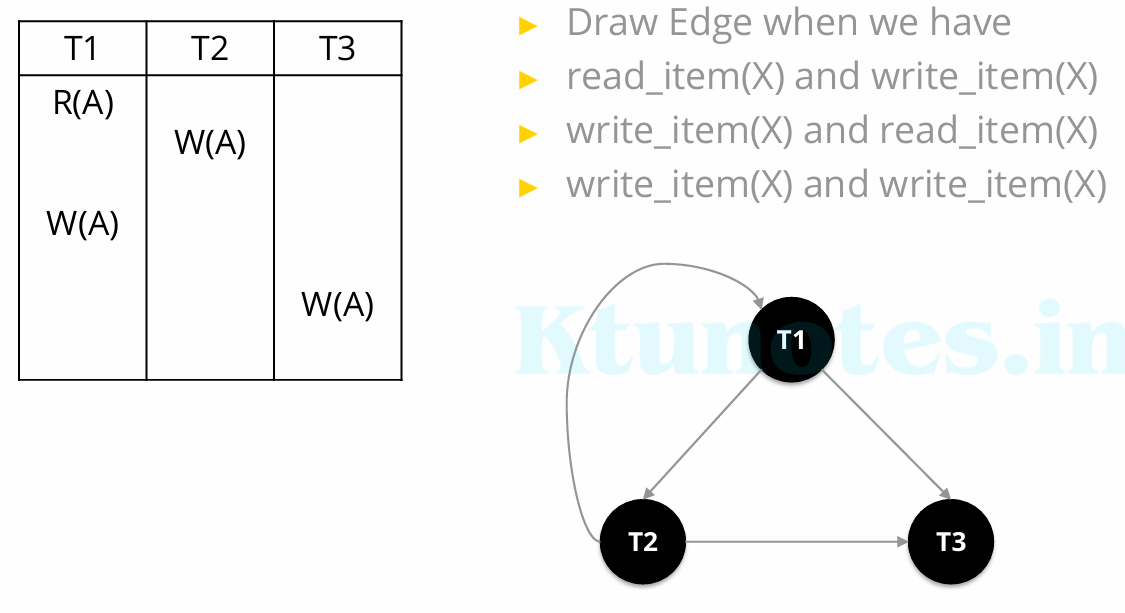 T1 T2 T3
R(A)
W(A)
W(A)
W(A)
► Draw Edge when we have
► read_item(X) and write_item(X)
► write_item(X) and read_item(X)
► write_item(X) and write_item(X)
Ktunotes.in
T1
T2 T3